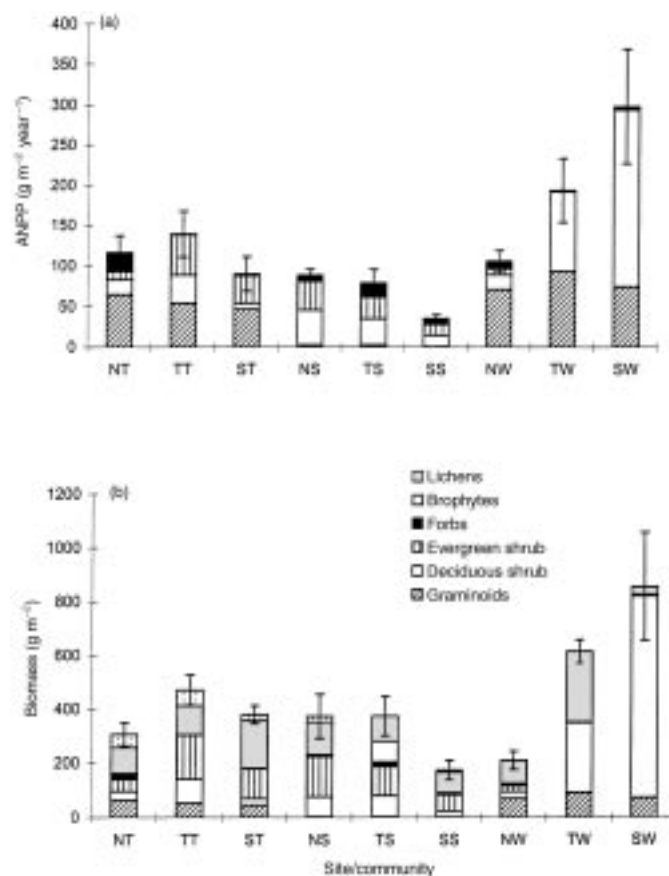 (a)
400
350
300
250
200
150
100
50
0
ANPP (g m⁻² year⁻¹)
NT TT ST NS TS SS NW TW SW
(b)
Lichens
Brophytes
Forbs
Evergreen shrub
Deciduous shrub
Graminoids
1200
1000
800
600
400
200
0
Biomass (g m⁻²)
NT TT ST NS TS SS NW TW SW
Site/community